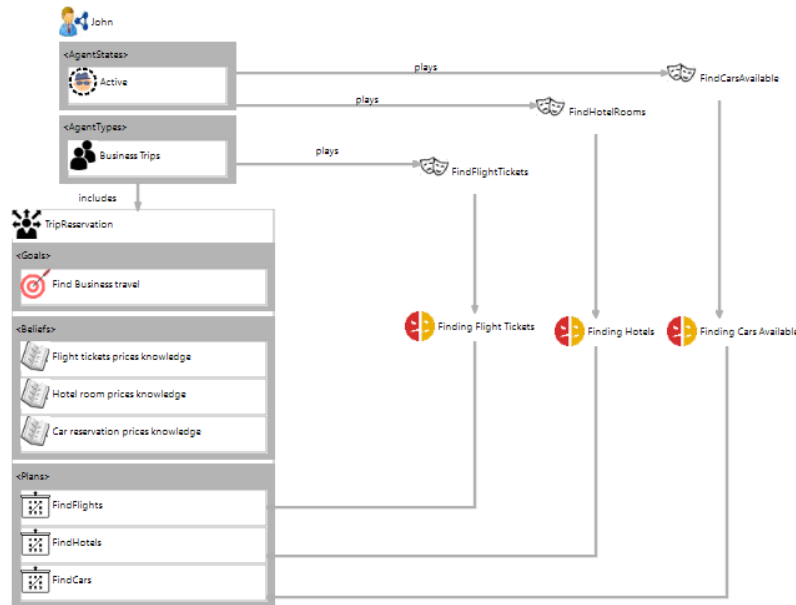 John
<AgentStates>
Active
plays
FindCarsAvailable
plays
FindHotelRooms
<AgentTypes>
Business Trips
plays
FindFlightTickets
includes
TripReservation
<Goals>
Find Business travel
<Beliefs>
Finding Flight Tickets
Finding Hotels
Finding Cars Available
Flight tickets prices knowledge
Hotel room prices knowledge
Car reservation prices knowledge
<Plans>
FindFlights
FindHotels
FindCars